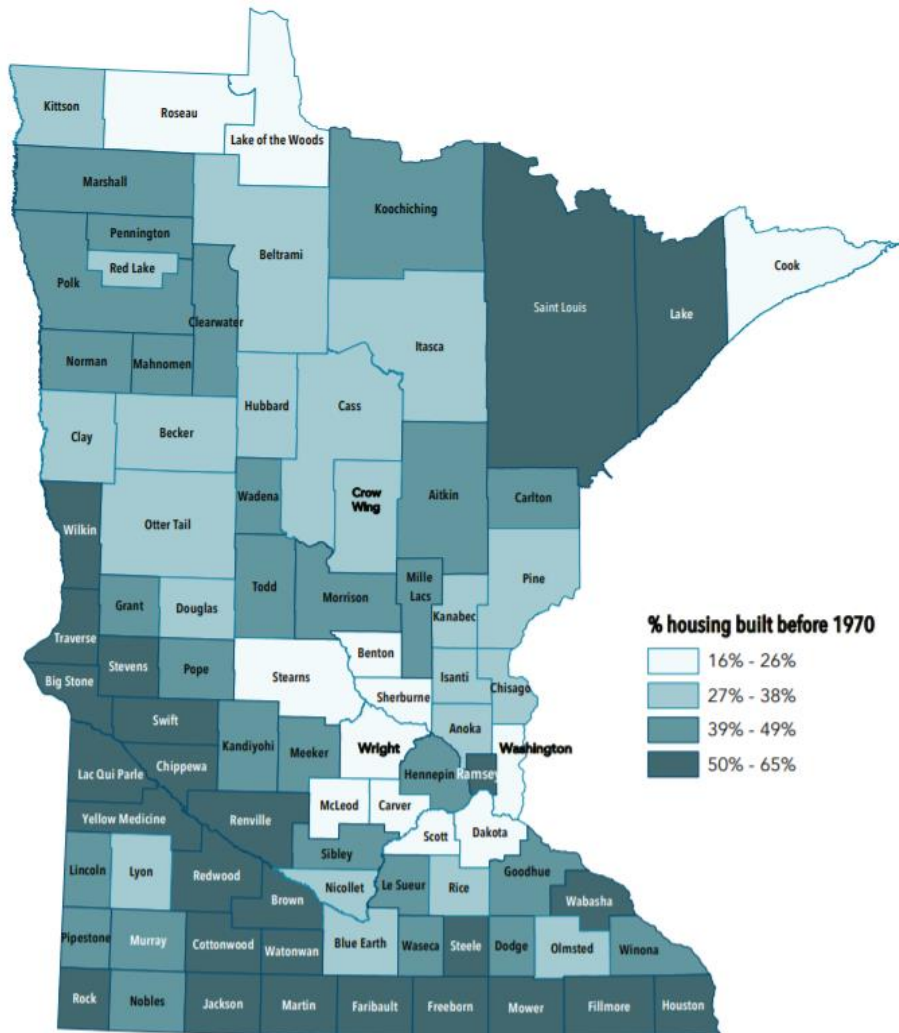 Kittson
Roseau
Lake of the Woods
Marshall
Koochiching
Pennington
Beltrami
Red Lake
Polk
Cook
Saint Louis
Lake
Clearwater
Itasca
Norman
Mahnomen
Hubbard
Cass
Clay
Becker
Wadena
Crow
Wing
Aitkin
Carlton
Otter Tail
Wilkin
Mille
Lacs
Pine
Grant
Douglas
Todd
Morrison
Kanabec
Traverse
Benton
Stevens
Pope
Stearns
Isanti
Chisago
Big Stone
Sherburne
Swift
Anoka
Kandiyohi
Meeker
Wright
Washington
Lac Qui Parle
Chippewa
Hennepin
Ramsey
McLeod
Carver
Yellow Medicine
Renville
Scott
Dakota
Sibley
Lincoln
Lyon
Redwood
Nicollet
Le Sueur
Rice
Goodhue
Brown
Wabasha
Pipestone
Murray
Cottonwood
Watonwan
Blue Earth
Waseca
Steele
Dodge
Olmsted
Winona
Rock
Nobles
Jackson
Martin
Faribault
Freeborn
Mower
Fillmore
Houston
% housing built before 1970
16% - 26%
27% - 38%
39% - 49%
50% - 65%